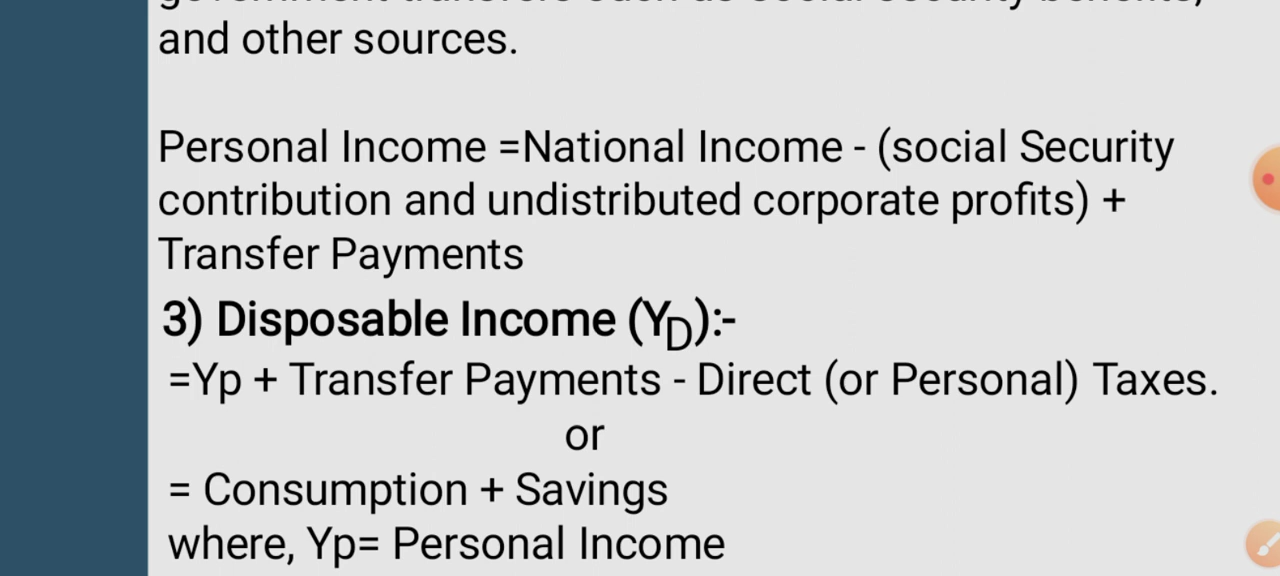 and other sources.
Personal Income =National Income - (social Security
contribution and undistributed corporate profits) +
Transfer Payments
3) Disposable Income (YD):-
=Yp + Transfer Payments - Direct (or Personal) Taxes.
or
= Consumption + Savings
where, Yp= Personal Income